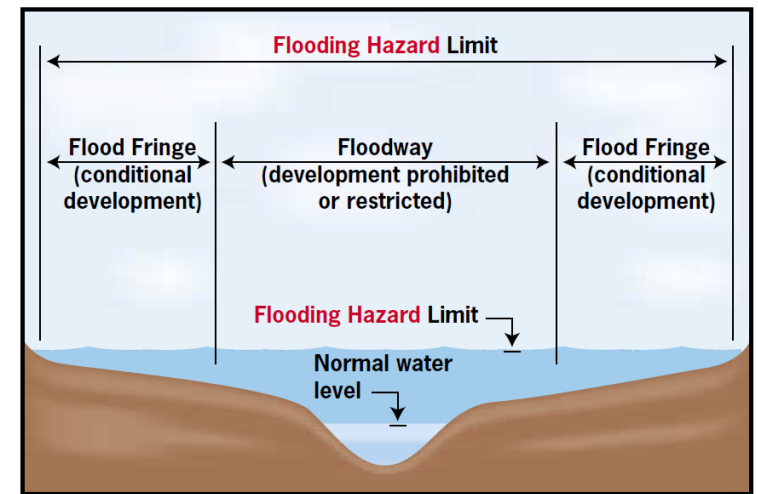 Flooding Hazard Limit
Flood Fringe
(conditional
development)
Floodway
(development prohibited
or restricted)
Flood Fringe
(conditional
development)
Flooding Hazard Limit
Normal water
level